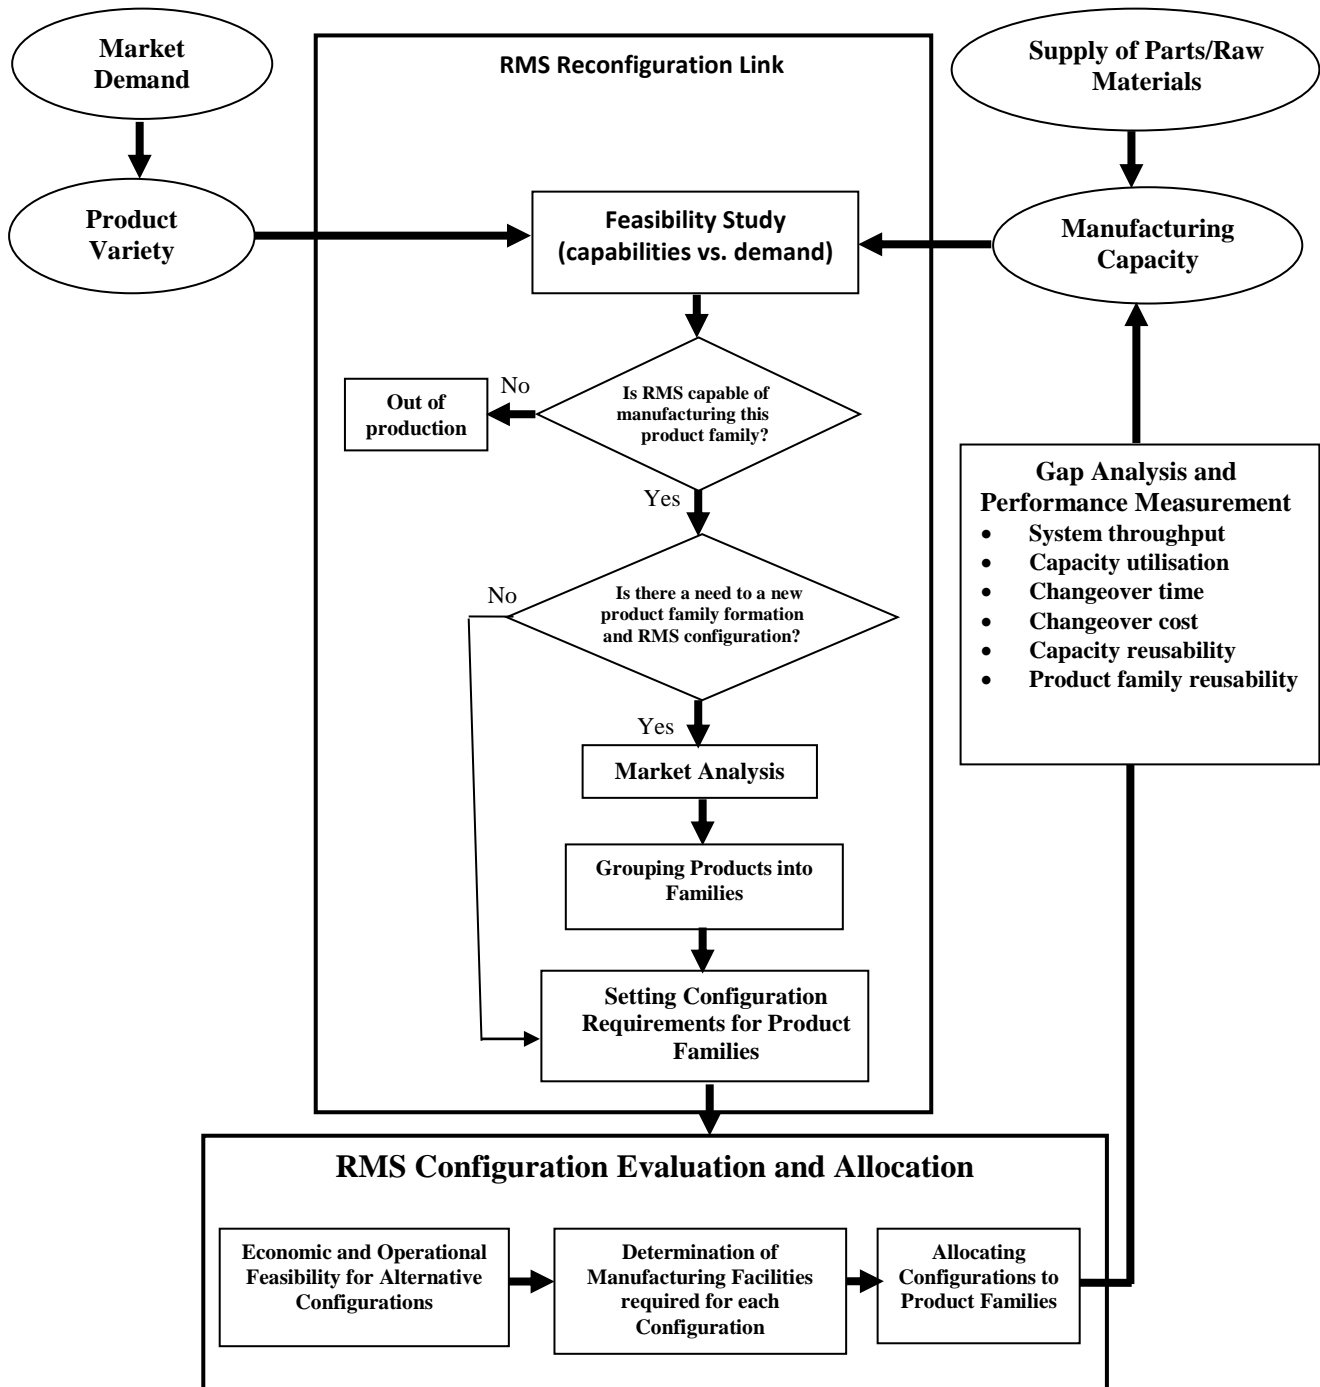 Market
Demand
Product
Variety
RMS Reconfiguration Link
Supply of Parts/Raw
Materials
Manufacturing
Capacity
Feasibility Study
(capabilities vs. demand)
Is RMS capable of
manufacturing this
product family?
No
Out of
production
Yes
Is there a need to a new
product family formation
and RMS configuration?
No
Yes
Market Analysis
Grouping Products into
Families
Setting Configuration
Requirements for Product
Families
Gap Analysis and
Performance Measurement
• System throughput
• Capacity utilisation
• Changeover time
• Changeover cost
• Capacity reusability
• Product family reusability
RMS Configuration Evaluation and Allocation
Economic and Operational
Feasibility for Alternative
Configurations
Determination of
Manufacturing Facilities
required for each
Configuration
Allocating
Configurations to
Product Families